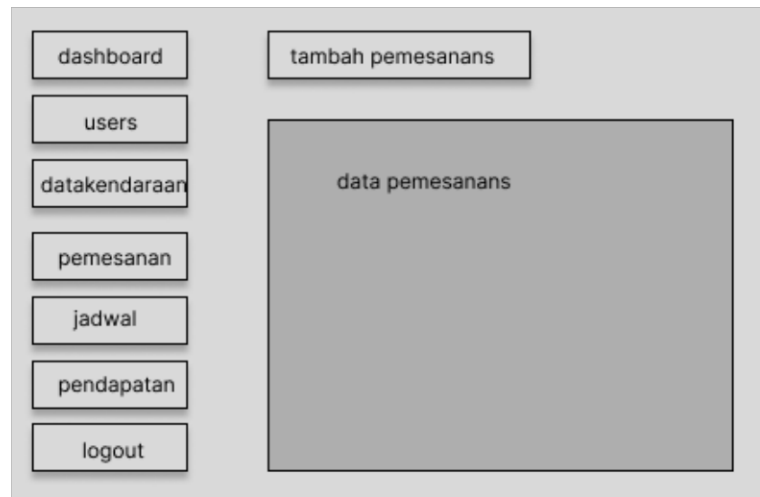 dashboard
users
datakendaraan
pemesanan
jadwal
pendapatan
logout
tambah pemesanans
data pemesanans